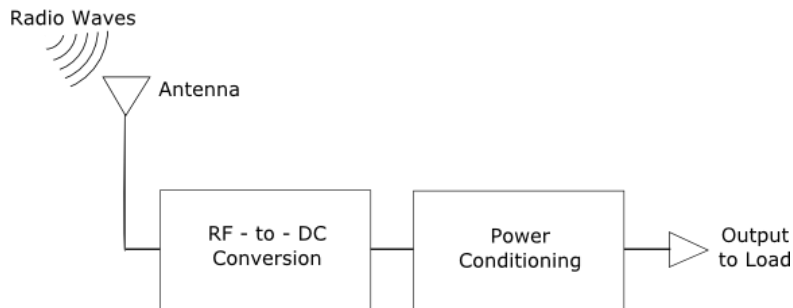 Radio Waves
Antenna
RF - to - DC
Conversion
Power
Conditioning
Output
to Load